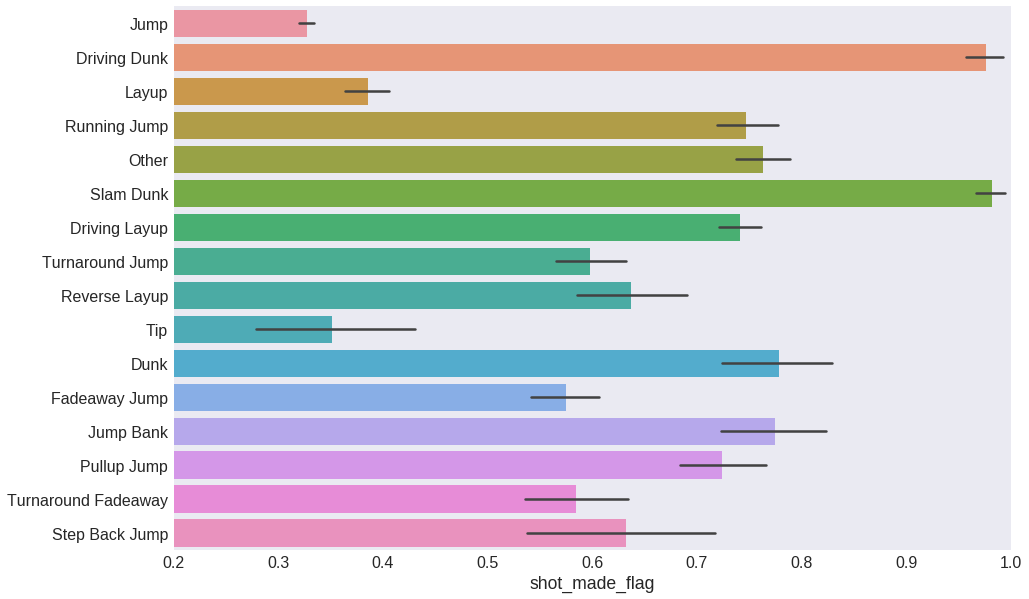 Jump
Driving Dunk
Layup
Running Jump
Other
Slam Dunk
Driving Layup
Turnaround Jump
Reverse Layup
Tip
Dunk
Fadeaway Jump
Jump Bank
Pullup Jump
Turnaround Fadeaway
Step Back Jump
0.2 0.3 0.4 0.5 0.6 0.7 0.8 0.9 1.0
shot_made_flag